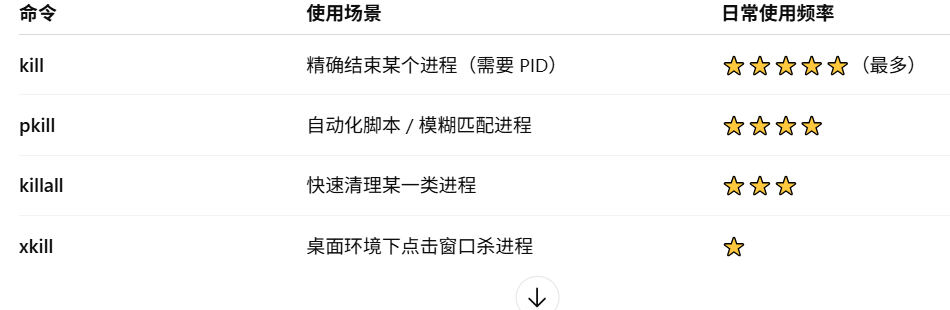 命令 使用场景 日常使用频率
kill 精确结束某个进程（需要 PID） ⭐⭐⭐⭐⭐（最多）
pkill 自动化脚本 / 模糊匹配进程 ⭐⭐⭐⭐
killall 快速清理某一类进程 ⭐⭐⭐
xkill 桌面环境下点击窗口杀进程 ⭐